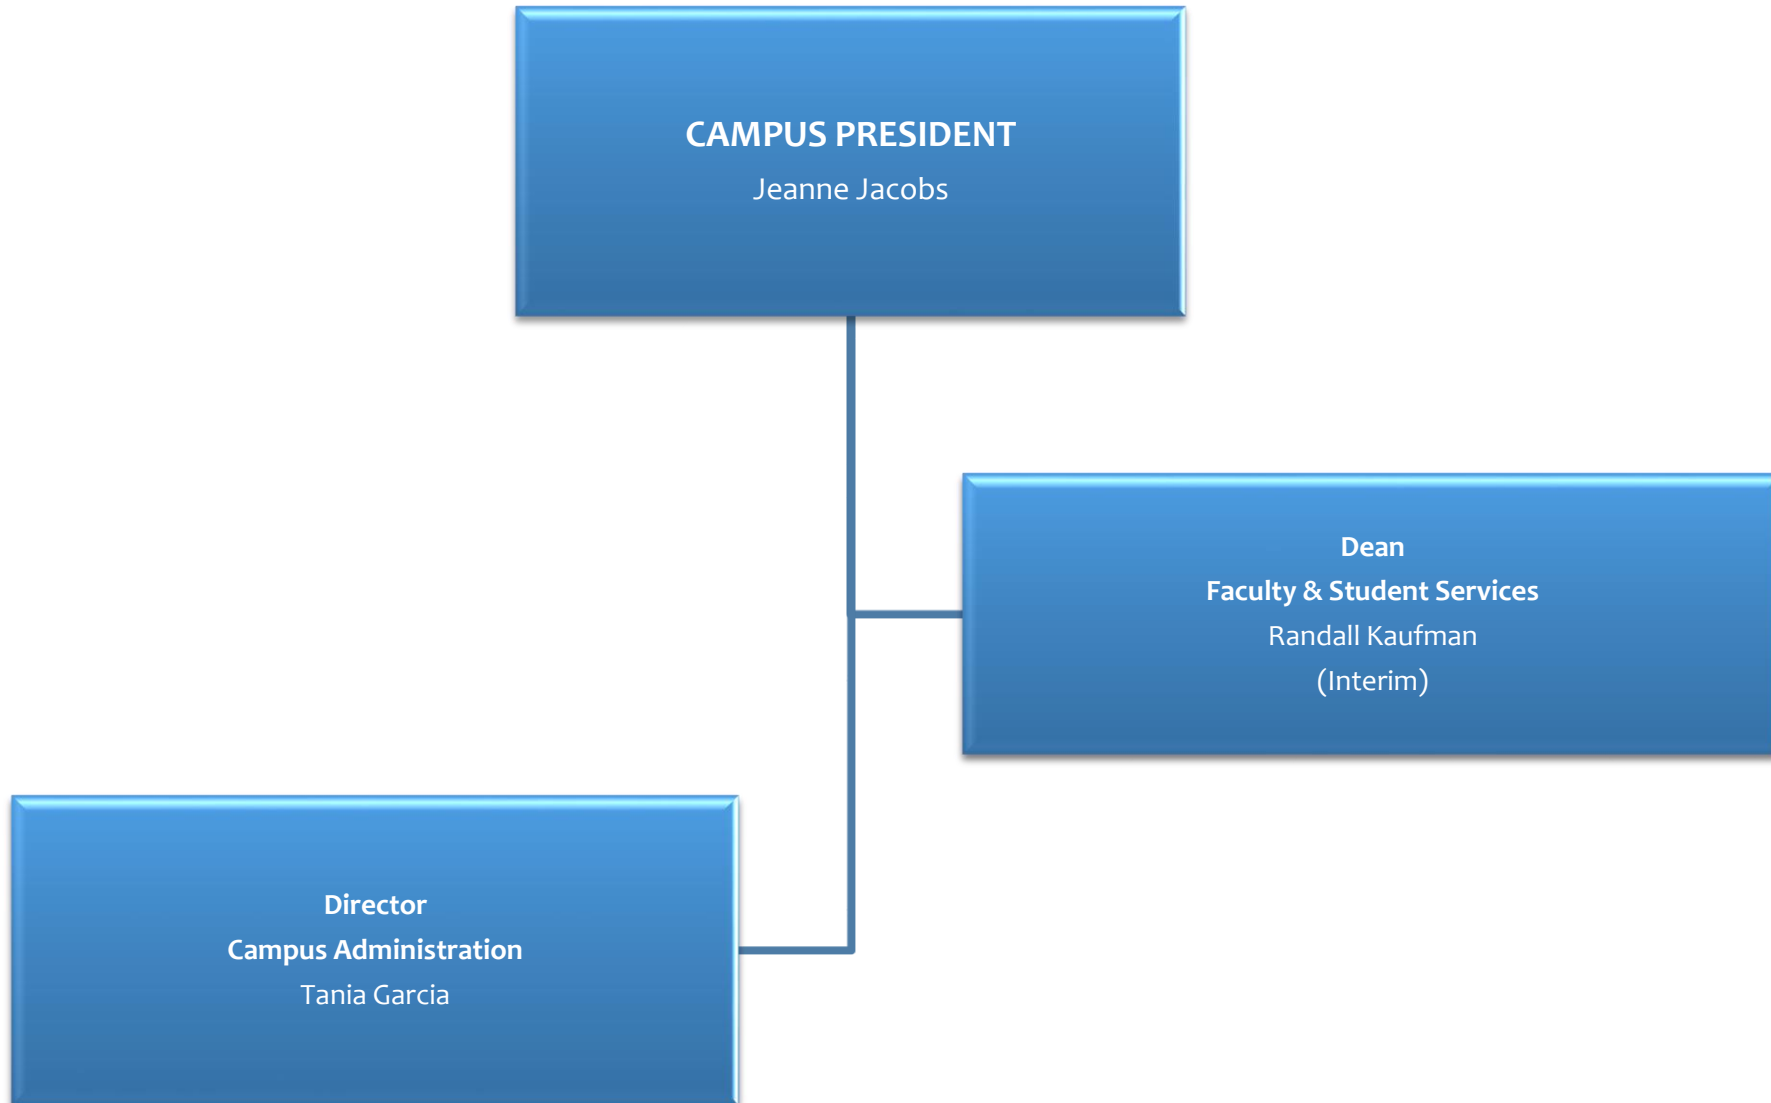 CAMPUS PRESIDENT
Jeanne Jacobs
Dean
Faculty & Student Services
Randall Kaufman
(Interim)
Director
Campus Administration
Tania Garcia